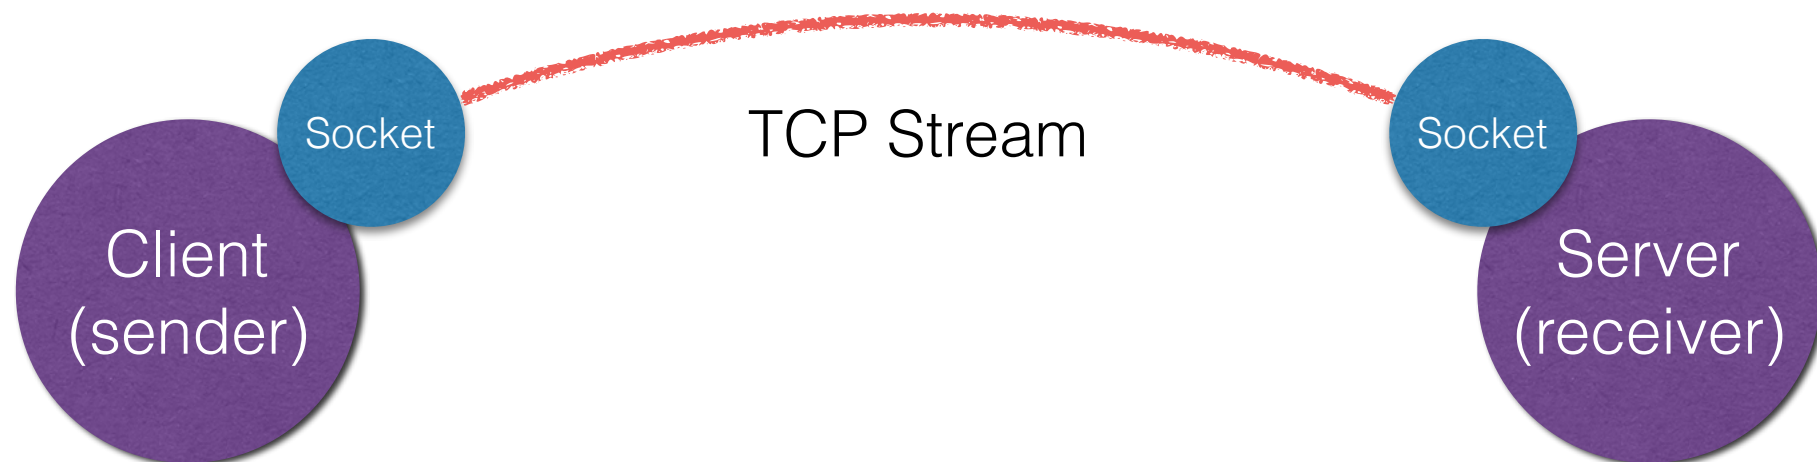 Socket
TCP Stream
Socket
Client
(sender)
Server
(receiver)